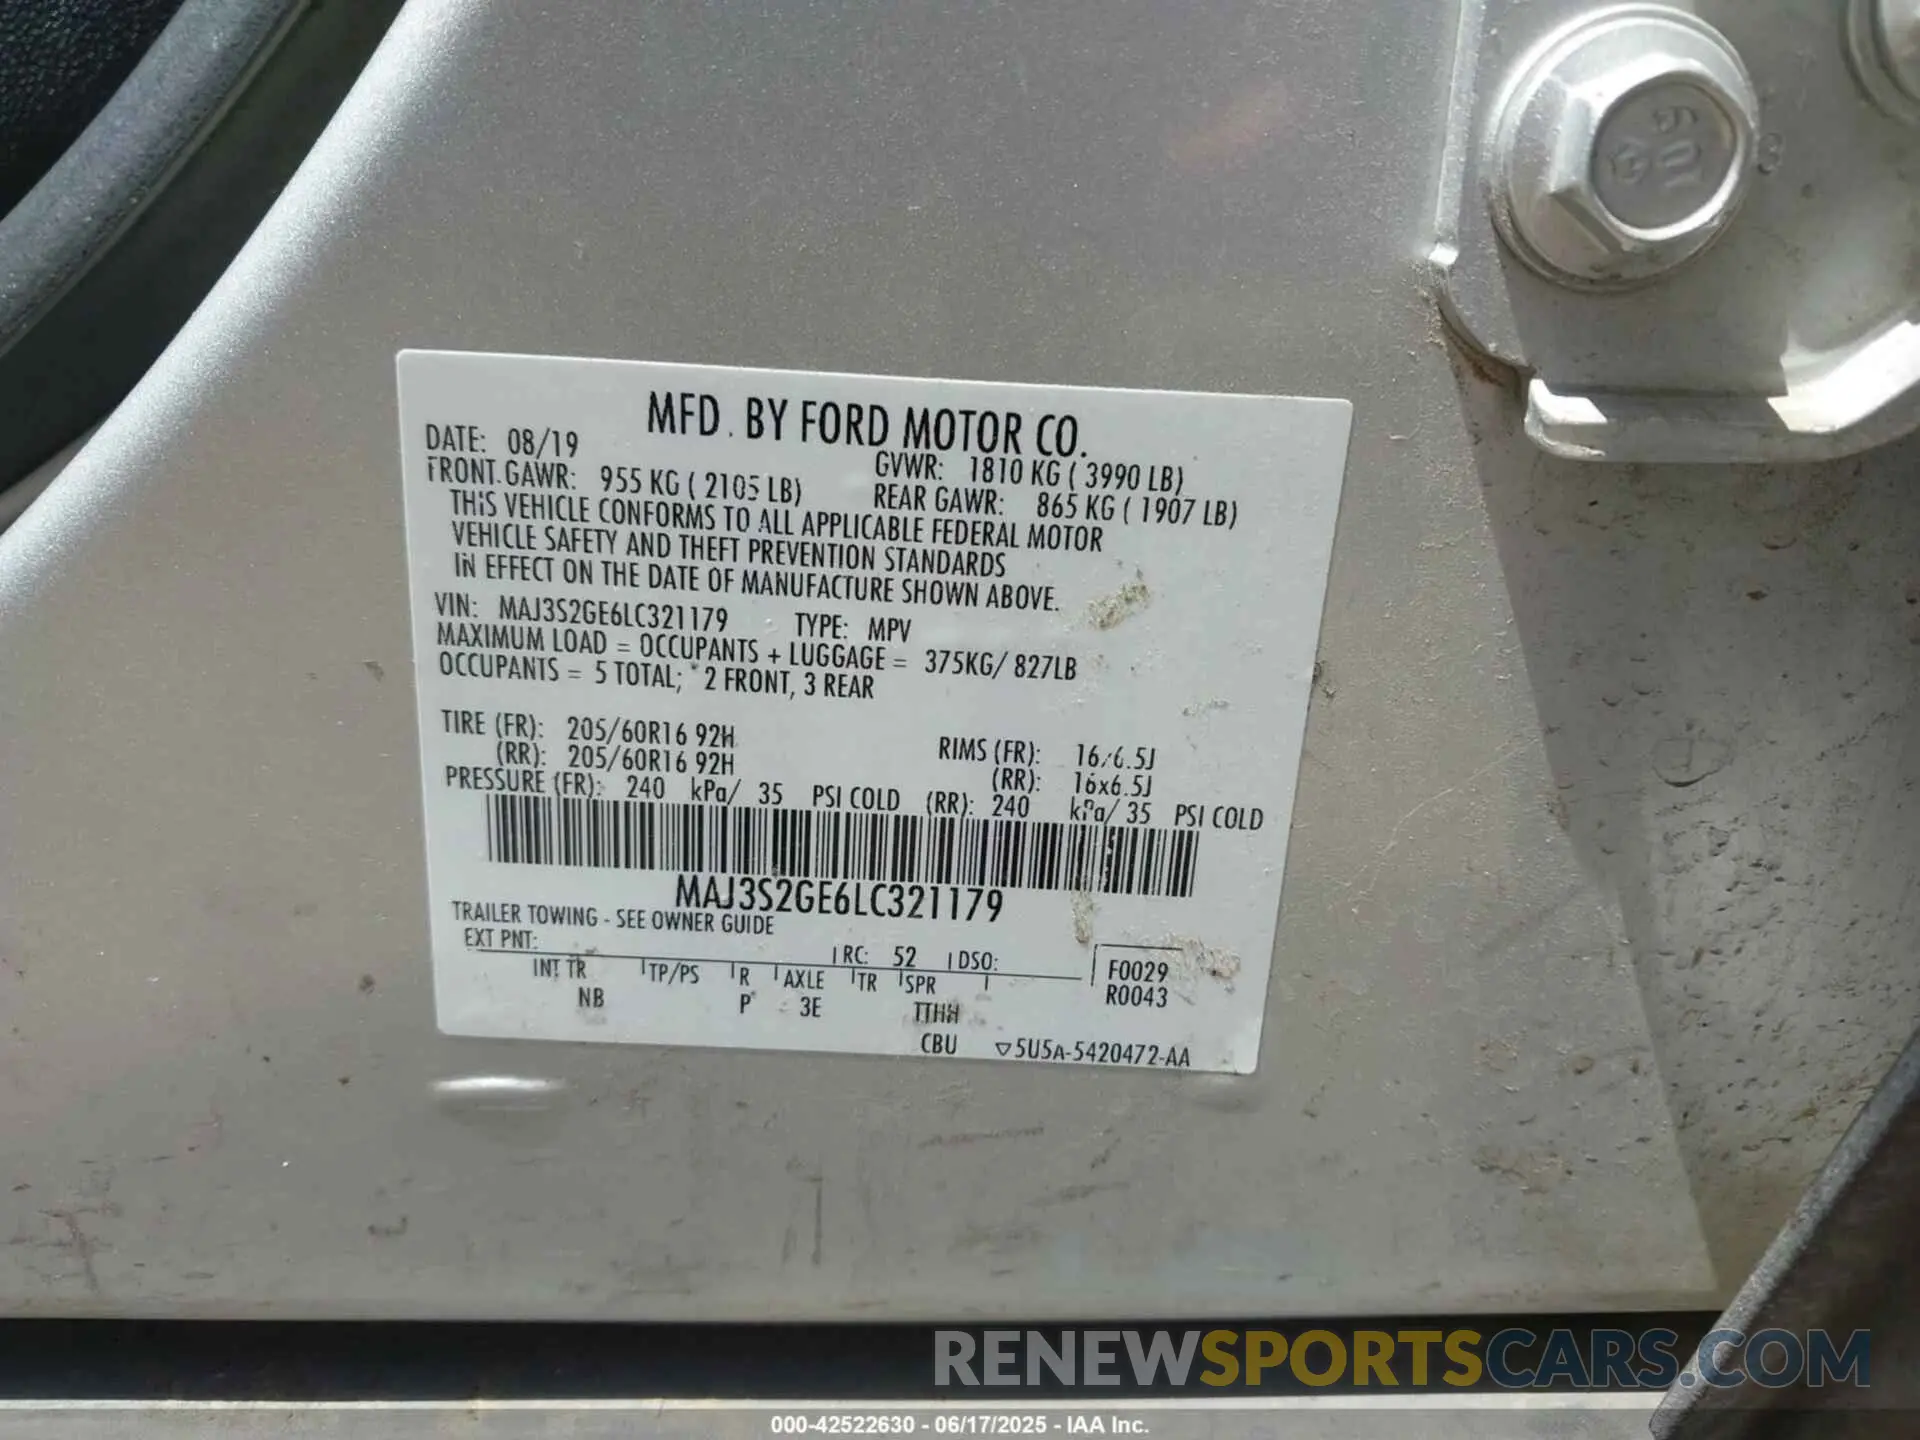 MFD. BY FORD MOTOR CO.
DATE: 08/19 GVWR: 1810 KG ( 3990 LB)
FRONT GAWR: 955 KG ( 2105 LB) REAR GAWR: 865 KG ( 1907 LB)
THIS VEHICLE CONFORMS TO ALL APPLICABLE FEDERAL MOTOR
VEHICLE SAFETY AND THEFT PREVENTION STANDARDS
IN EFFECT ON THE DATE OF MANUFACTURE SHOWN ABOVE.
VIN: MAJ3S2GE6LC321179 TYPE: MPV
MAXIMUM LOAD = OCCUPANTS + LUGGAGE = 375KG/ 827LB
OCCUPANTS = 5 TOTAL; 2 FRONT, 3 REAR
TIRE (FR): 205/60R16 92H RIMS (FR): 16x6.5J
(RR): 205/60R16 92H (RR): 16x6.5J
PRESSURE (FR): 240 kPa/ 35 PSI COLD (RR): 240 kPa/ 35 PSI COLD
MAJ3S2GE6LC321179
TRAILER TOWING - SEE OWNER GUIDE
EXT PNT: RC: 52 DSO:
INT TR TP/PS R AXLE TR SPR F0029
NB P 3E TTHH R0043
CBU ▽5U5A-5420472-AA
RENEWSPORTSCARS.COM
000-42522630 - 06/17/2025 - IAA Inc.